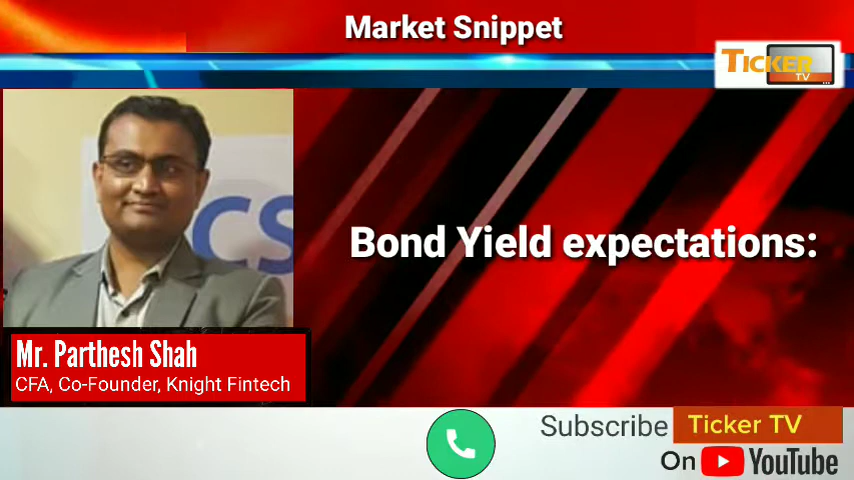 Market Snippet
TICKER
TV
CS
Bond Yield expectations:
Mr. Parthesh Shah
CFA, Co-Founder, Knight Fintech
Subscribe Ticker TV
On YouTube